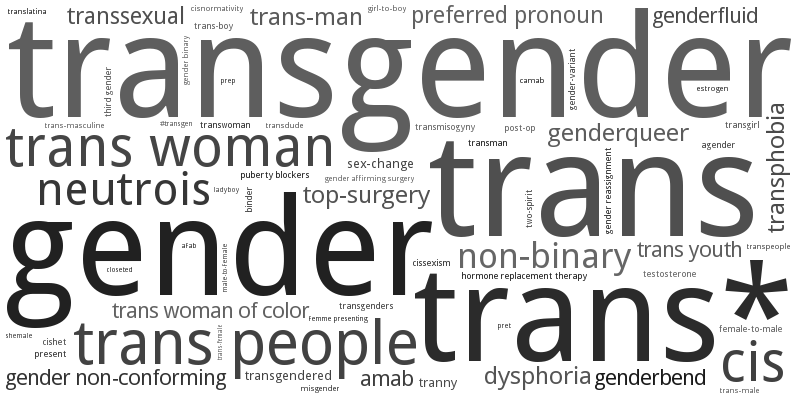 translatina
transsexual
cisnormativity
trans-man
girl-to-boy
preferred pronoun
genderfluid
trans-boy
transgender
third gender
gender binary
prep
camab
gender-variant
estrogen
trans-masculine
#transgen
transwoman
transdude
transmisogyny
post-op
genderqueer
transgirl
transphobia
trans woman
sex-change
transman
agender
trans
neutrois
puberty blockers
gender affirming surgery
ladyboy
binder
top-surgery
two-spirit
gender reassignment
gender
aFab
male-to-Female
closeted
cissexism
non-binary
trans youth
transpeople
hormone replacement therapy
testosterone
trans*
trans woman of color
transgenders
Femme presenting
pret
female-to-male
shemale
cishet
present
trans people
trans-female
cis
gender non-conforming
transgendered
misgender
amab
tranny
dysphoria
genderbend
trans-male